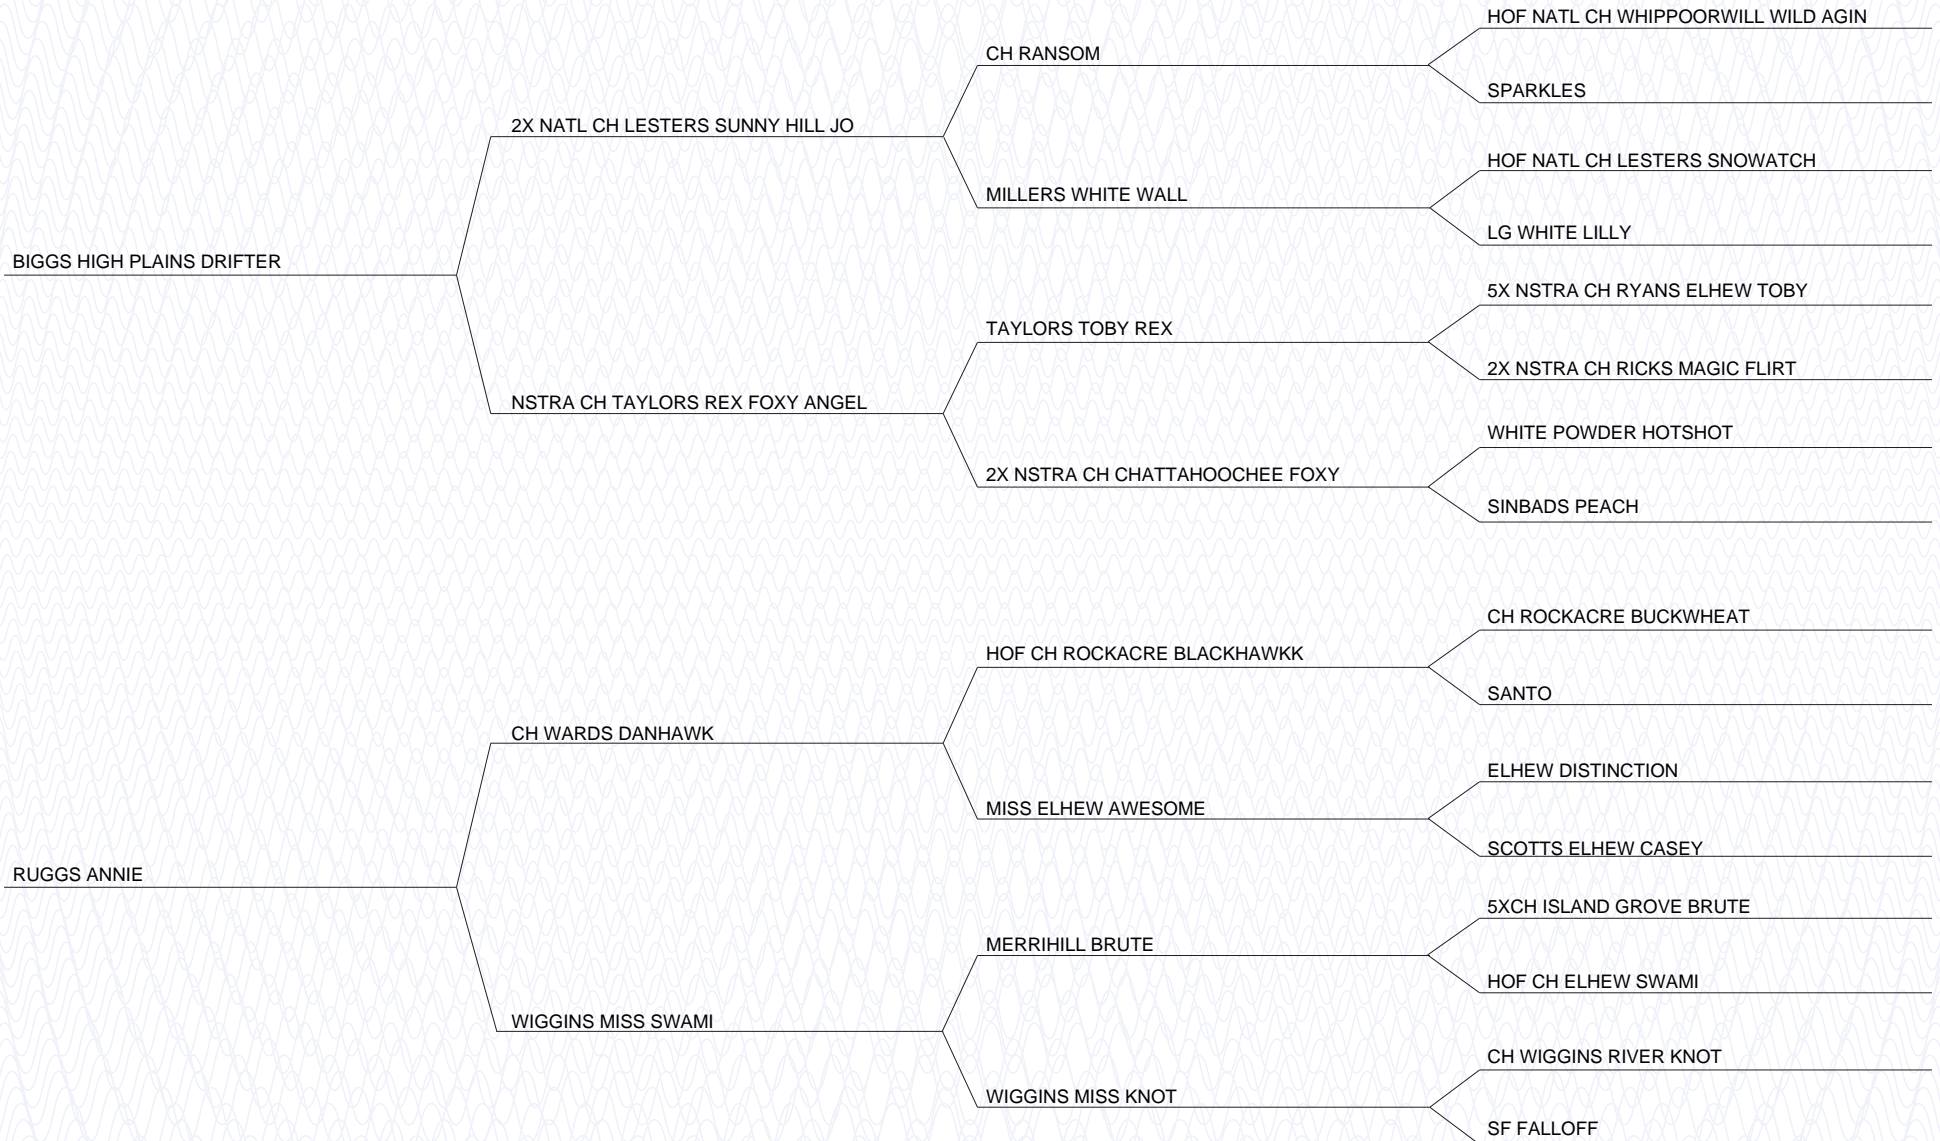 HOF NATL CH WHIPPOORWILL WILD AGIN
CH RANSOM
SPARKLES
2X NATL CH LESTERS SUNNY HILL JO
HOF NATL CH LESTERS SNOWATCH
MILLERS WHITE WALL
LG WHITE LILLY
BIGGS HIGH PLAINS DRIFTER
5X NSTRA CH RYANS ELHEW TOBY
TAYLORS TOBY REX
2X NSTRA CH RICKS MAGIC FLIRT
NSTRA CH TAYLORS REX FOXY ANGEL
WHITE POWDER HOTSHOT
2X NSTRA CH CHATTAHOOCHEE FOXY
SINBADS PEACH
CH ROCKACRE BUCKWHEAT
HOF CH ROCKACRE BLACKHAWKK
SANTO
CH WARDS DANHAWK
ELHEW DISTINCTION
MISS ELHEW AWESOME
SCOTTS ELHEW CASEY
RUGGS ANNIE
5XCH ISLAND GROVE BRUTE
MERRIHILL BRUTE
HOF CH ELHEW SWAMI
WIGGINS MISS SWAMI
CH WIGGINS RIVER KNOT
WIGGINS MISS KNOT
SF FALLOFF